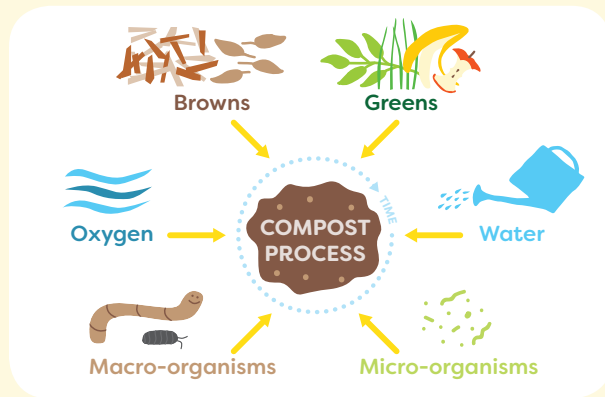 Browns
Greens
TIME
Oxygen
COMPOST
PROCESS
Water
Macro-organisms
Micro-organisms